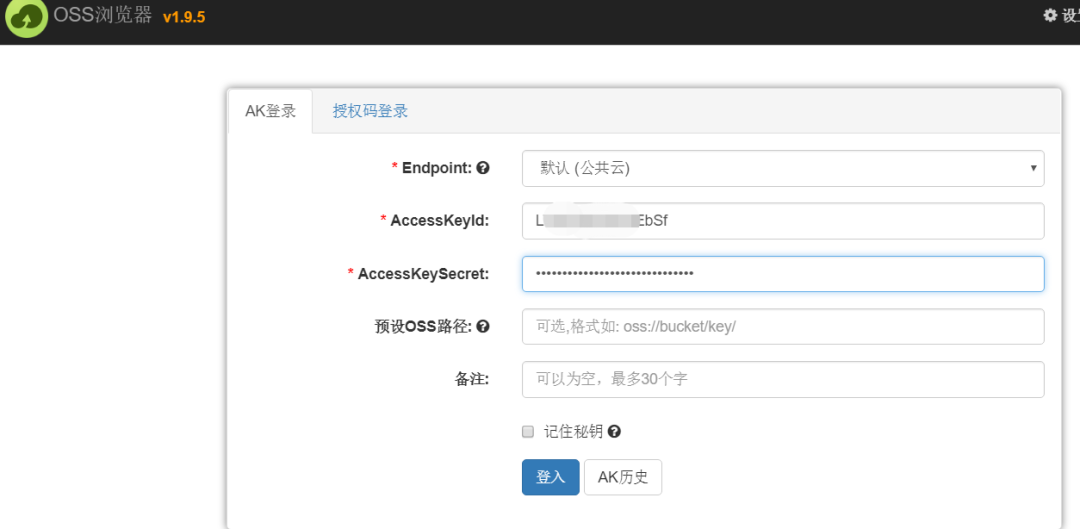 OSS浏览器 v1.9.5
设置
AK登录 授权码登录
* Endpoint: 默认 (公共云)
* AccessKeyId: L EbSf
* AccessKeySecret: ••••••••••••••••••••••••••••••
预设OSS路径: 可选,格式如: oss://bucket/key/
备注: 可以为空，最多30个字
记住秘钥
登入 AK历史